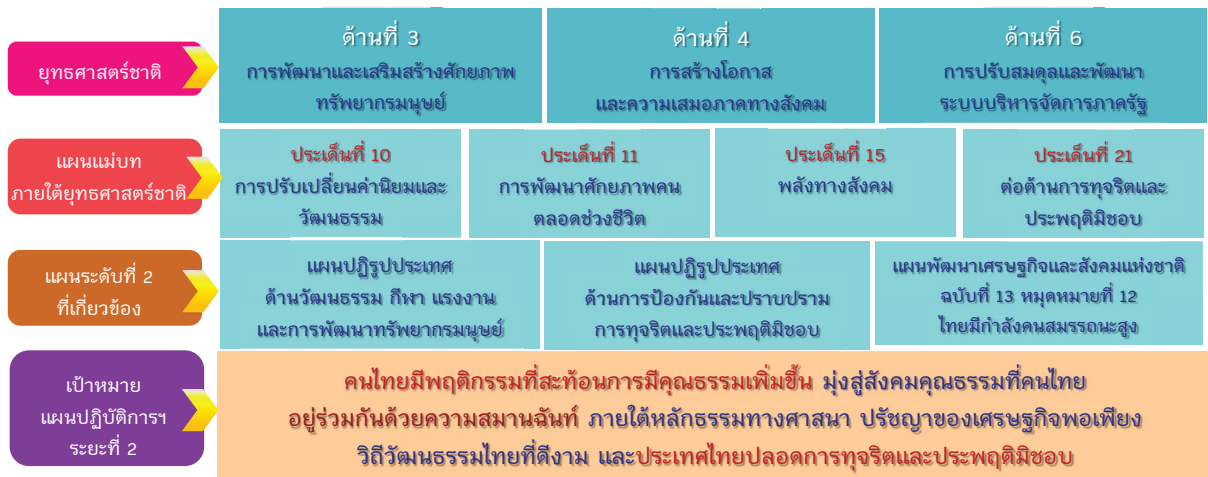 ยุทธศาสตร์ชาติ
ด้านที่ 3
การพัฒนาและเสริมสร้างศักยภาพ
ทรัพยากรมนุษย์
ด้านที่ 4
การสร้างโอกาส
และความเสมอภาคทางสังคม
ด้านที่ 6
การปรับสมดุลและพัฒนา
ระบบบริหารจัดการภาครัฐ
แผนแม่บท
ภายใต้ยุทธศาสตร์ชาติ
ประเด็นที่ 10
การปรับเปลี่ยนค่านิยมและ
วัฒนธรรม
ประเด็นที่ 11
การพัฒนาศักยภาพคน
ตลอดช่วงชีวิต
ประเด็นที่ 15
พลังทางสังคม
ประเด็นที่ 21
ต่อต้านการทุจริตและ
ประพฤติมิชอบ
แผนระดับที่ 2
ที่เกี่ยวข้อง
แผนปฏิรูปประเทศ
ด้านวัฒนธรรม กีฬา แรงงาน
และการพัฒนาทรัพยากรมนุษย์
แผนปฏิรูปประเทศ
ด้านการป้องกันและปราบปราม
การทุจริตและประพฤติมิชอบ
แผนพัฒนาเศรษฐกิจและสังคมแห่งชาติ
ฉบับที่ 13 หมุดหมายที่ 12
ไทยมีกำลังคนสมรรถนะสูง
เป้าหมาย
แผนปฏิบัติการฯ
ระยะที่ 2
คนไทยมีพฤติกรรมที่สะท้อนการมีคุณธรรมเพิ่มขึ้น มุ่งสู่สังคมคุณธรรมที่คนไทย
อยู่ร่วมกันด้วยความสมานฉันท์ ภายใต้หลักธรรมทางศาสนา ปรัชญาของเศรษฐกิจพอเพียง
วิถีวัฒนธรรมไทยที่ดีงาม และประเทศไทยปลอดการทุจริตและประพฤติมิชอบ